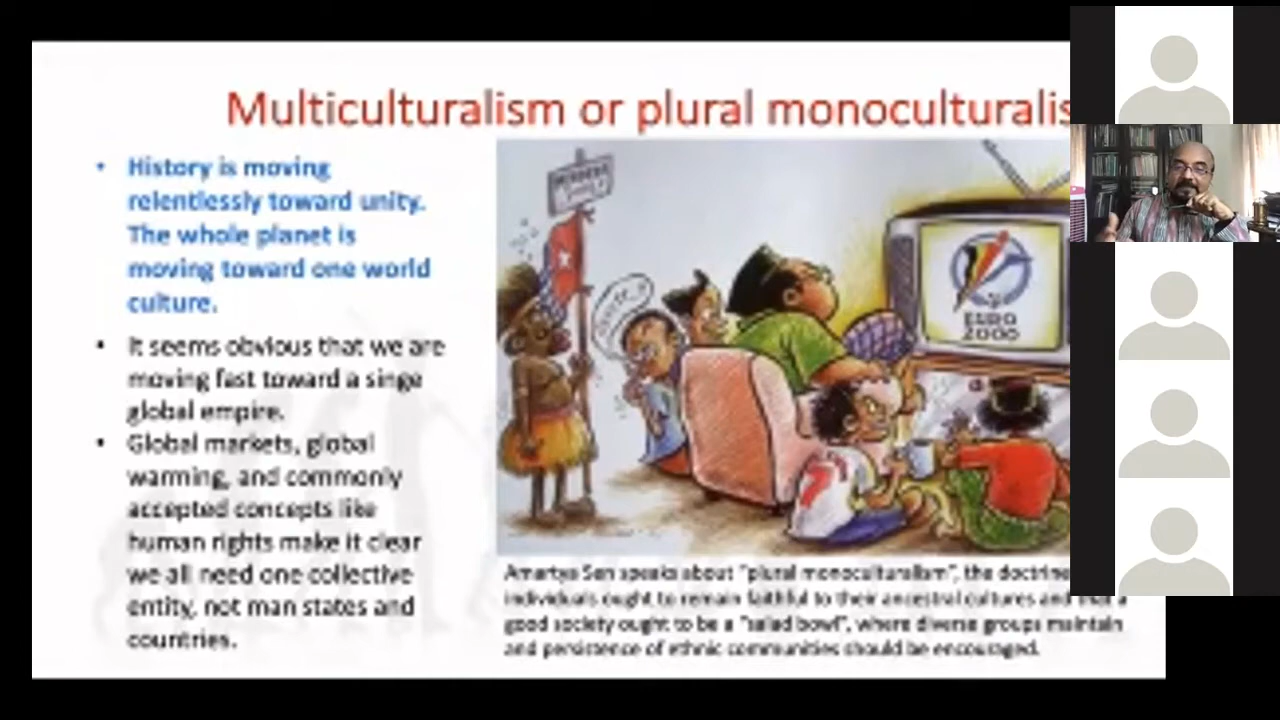 Multiculturalism or plural monoculturalis
• History is moving
relentlessly toward unity.
The whole planet is
moving toward one world
culture.
• It seems obvious that we are
moving fast toward a singe
global empire.
• Global markets, global
warming, and commonly
accepted concepts like
human rights make it clear
we all need one collective
entity, not man states and
countries.
EURO
2000
Amartya Sen speaks about "plural monoculturalism", the doctrine
individuals ought to remain faithful to their ancestral cultures and that a
good society ought to be a "salad bowl", where diverse groups maintain
and persistence of ethnic communities should be encouraged.